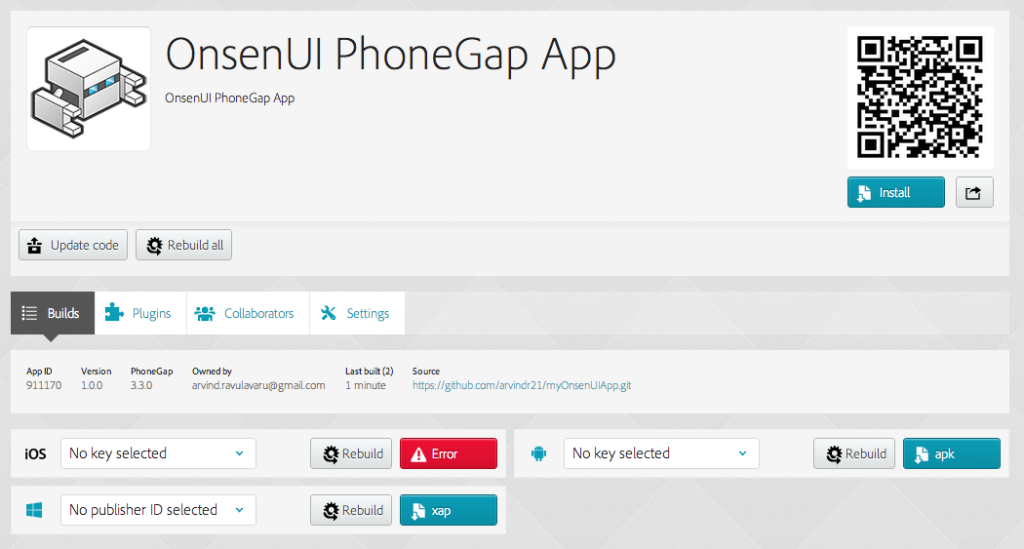 OnsenUI PhoneGap App
OnsenUI PhoneGap App
Install
Update code
Rebuild all
Builds
Plugins
Collaborators
Settings
App ID Version PhoneGap Owned by Last built (2) Source
911170 1.0.0 3.3.0 arvind.ravulavaru@gmail.com 1 minute https://github.com/arvindr21/myOnsenUIApp.git
iOS No key selected Rebuild Error
No key selected Rebuild apk
No publisher ID selected Rebuild xap